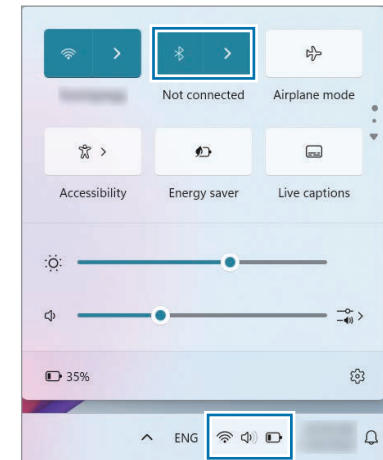 Not connected
Airplane mode
Accessibility
Energy saver
Live captions
35%
ENG